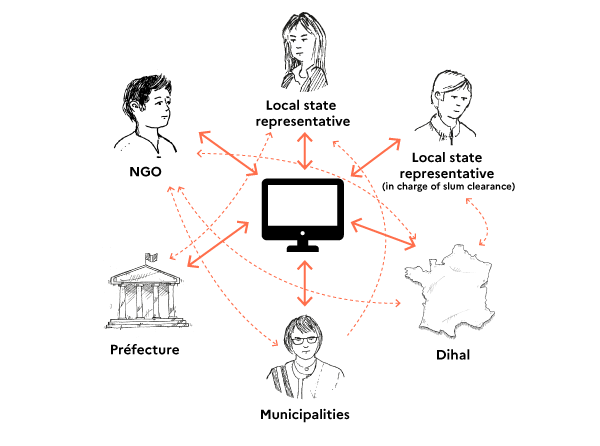 Local state
representative
NGO
Local state
representative
(in charge of slum clearance)
Préfecture
Dihal
Municipalities